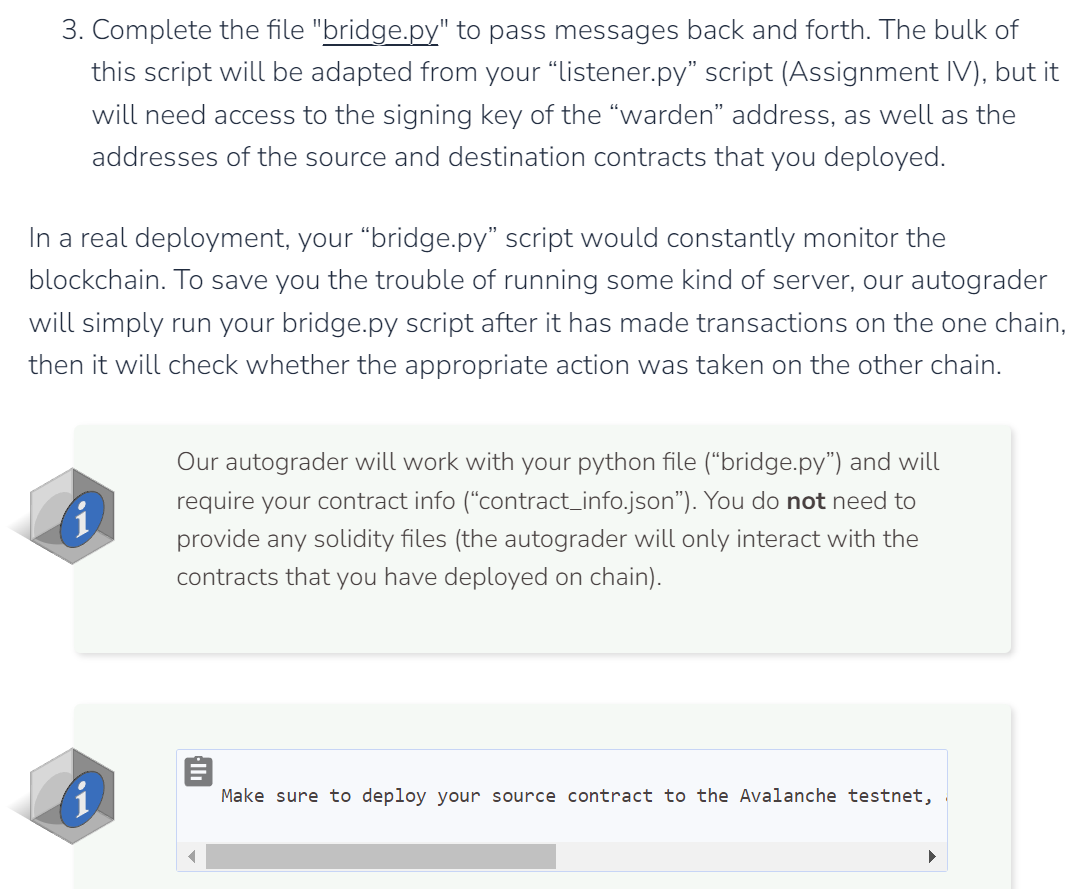 3. Complete the file "bridge.py" to pass messages back and forth. The bulk of
this script will be adapted from your “listener.py” script (Assignment IV), but it
will need access to the signing key of the “warden” address, as well as the
addresses of the source and destination contracts that you deployed.
In a real deployment, your “bridge.py” script would constantly monitor the
blockchain. To save you the trouble of running some kind of server, our autograder
will simply run your bridge.py script after it has made transactions on the one chain,
then it will check whether the appropriate action was taken on the other chain.
Our autograder will work with your python file (“bridge.py”) and will
require your contract info (“contract_info.json”). You do not need to
provide any solidity files (the autograder will only interact with the
contracts that you have deployed on chain).
Make sure to deploy your source contract to the Avalanche testnet,